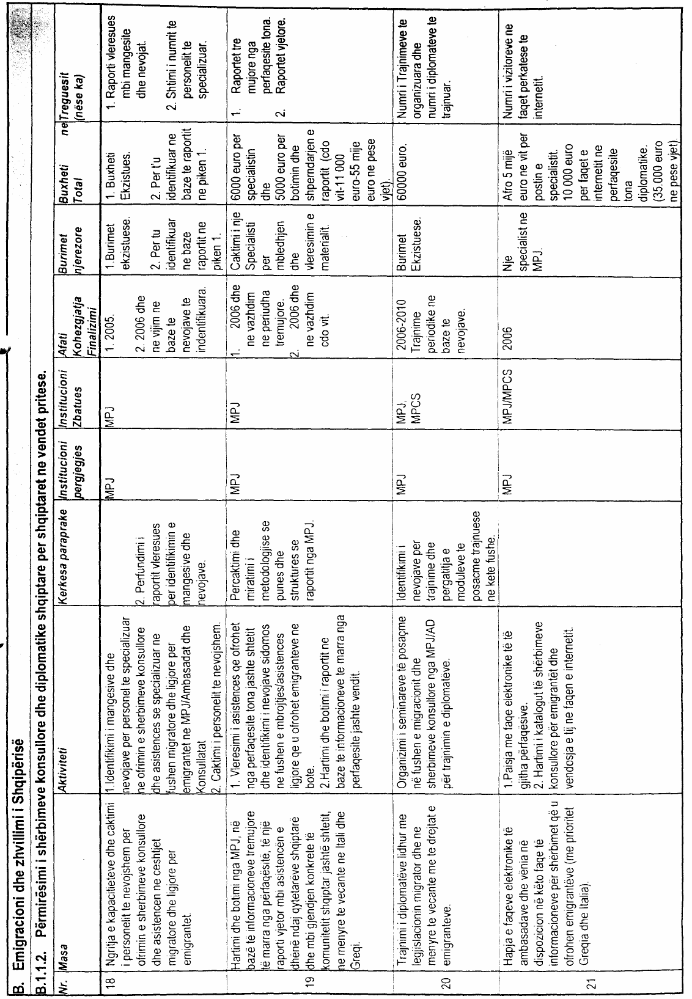 B. Emigracioni dhe zhvillimi i Shqipërisë
B.1.1.2. Përmirësimi i shërbimeve konsullore dhe diplomatike shqiptare per shqiptaret ne vendet pritese.
Nr.
Masa
Aktiviteti
Kerkesa paraprake
Institucioni
pergjegjes
Institucioni
Zbatues
Afati
Kohezgjatja
Finalizimi
Burimet
njerezore
Buxheti ne
Total
Treguesit
(nëse ka)
18
Ngritja e kapacitieteve dhe caktimi
i personelit te nevojshem per
ofrimin e sherbimeve konsullore
dhe asistencen ne ceshtjet
migratore dhe ligjore per
emigrantet.
1.Identifikimi i mangesive dhe
nevojave per personel te specializuar
ne ofrimin e sherbimeve konsullore
dhe asistences se specializuar ne
fushen migratore dhe ligjore per
emigrantet ne MPJ/Ambasadat dhe
Konsullatat
2. Caktimi i personelit te nevojshem.
2. Perfundimi i
raportit vleresues
per identifikimin e
mangesive dhe
nevojave.
MPJ
MPJ
1. 2005.
2. 2006 dhe
ne vijim ne
baze te
nevojave te
indentifikuara.
1.Burimet
ekzistuese.
2. Per tu
identifikuar
ne baze
raportit ne
piken 1.
1. Buxheti
Ekzistues.
2. Per t'u
identifikuar ne
baze te raportit
ne piken 1.
1. Raporti vleresues
mbi mangesite
dhe nevojat.
2. Shtimi i numrit te
personelit te
specializuar.
19
Hartimi dhe botimi nga MPJ, në
bazë të informacioneve tremujore
të marra nga përfaqësitë, të një
raporti vjetor mbi asistencën e
dhënë ndaj qytetarëve shqiptarë
dhe mbi gjendjen konkrete të
komunitetit shqiptar jashtë shtetit,
ne menyre te vecante ne Itali dhe
Greqi.
1. Vleresimi i asistences qe ofrohet
nga perfaqesite tona jashte shtetit
dhe identifikimi i nevojave sidomos
ne fushen e mbrojtjes/asistences
ligjore qe u ofrohet emigranteve ne
bote.
2.Hartimi dhe botimi i raportit ne
baze te informacioneve te marra nga
perfaqesite jashte vendit.
Percaktimi dhe
miratimi i
metodologjise se
punes dhe
struktures se
raportit nga MPJ.
MPJ
MPJ
1. 2006 dhe
ne vazhdim
ne periudha
tremujore.
2. 2006 dhe
ne vazhdim
cdo vit.
Caktimi i nje
Specialisti
per
mbledhjen
dhe
vleresimin e
materialit.
6000 euro per
specialistin
dhe
5000 euro per
botimin dhe
shperndarjen e
raportit (cdo
vit-11 000
euro-55 mije
euro ne pese
vjet).
1. Raportet tre
mujore nga
perfaqesite tona.
2. Raportet vjetore.
20
Trajnimi i diplomatëve lidhur me
legjislacionin migrator dhe ne
menyre te vecante me te drejtat e
emigranteve.
Organizimi i seminareve të posaçme
në fushen e migracionit dhe
sherbimeve konsullore nga MPJ/AD
për trajnimin e diplomatëve.
Identifikimi i
nevojave per
trajnime dhe
pergatitja e
moduleve te
posacme trajnuese
ne kete fushe.
MPJ
MPJ,
MPCS
2006-2010
Trajnime
periodike ne
baze te
nevojave.
Burimet
Ekzistuese.
60000 euro.
Numri i Trajnimeve te
organizuara dhe
numri i diplomateve te
trajnuar.
21
Hapja e faqeve elektronike të
ambasadave dhe vënia në
dispozicion në këto faqe të
informacioneve për shërbimet që u
ofrohen emigrantëve (me prioritet
Greqia dhe Italia).
1.Paisja me faqe elektronike të të
gjitha përfaqësive.
2. Hartimi i katalogut të shërbimeve
konsullore për emigrantët dhe
vendosja e tij ne faqen e internetit.
MPJ
MPJ/MPCS
2006
Nje
specialist ne
MPJ.
Afro 5 mijë
euro ne vit per
postin e
specialistit.
10 000 euro
per faqet e
internetit ne
perfaqesite
tona
diplomatike.
(35.000 euro
ne pese vjet)
Numri i vizitoreve ne
faqet perkatese te
internetit.